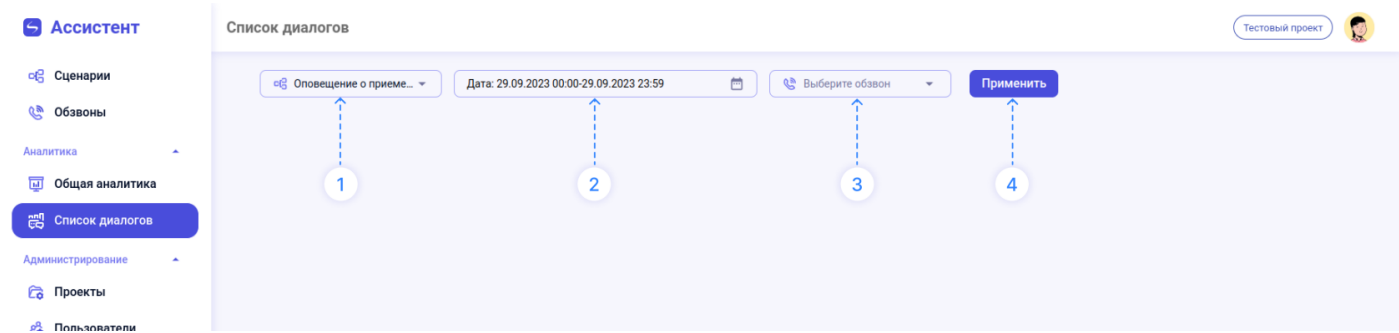 Ассистент
Список диалогов
Тестовый проект
Сценарии
Оповещение о приеме...
Дата: 29.09.2023 00:00-29.09.2023 23:59
Выберите обзвон
Применить
Обзвоны
Аналитика
Общая аналитика
1
2
3
4
Список диалогов
Администрирование
Проекты
Пользователи